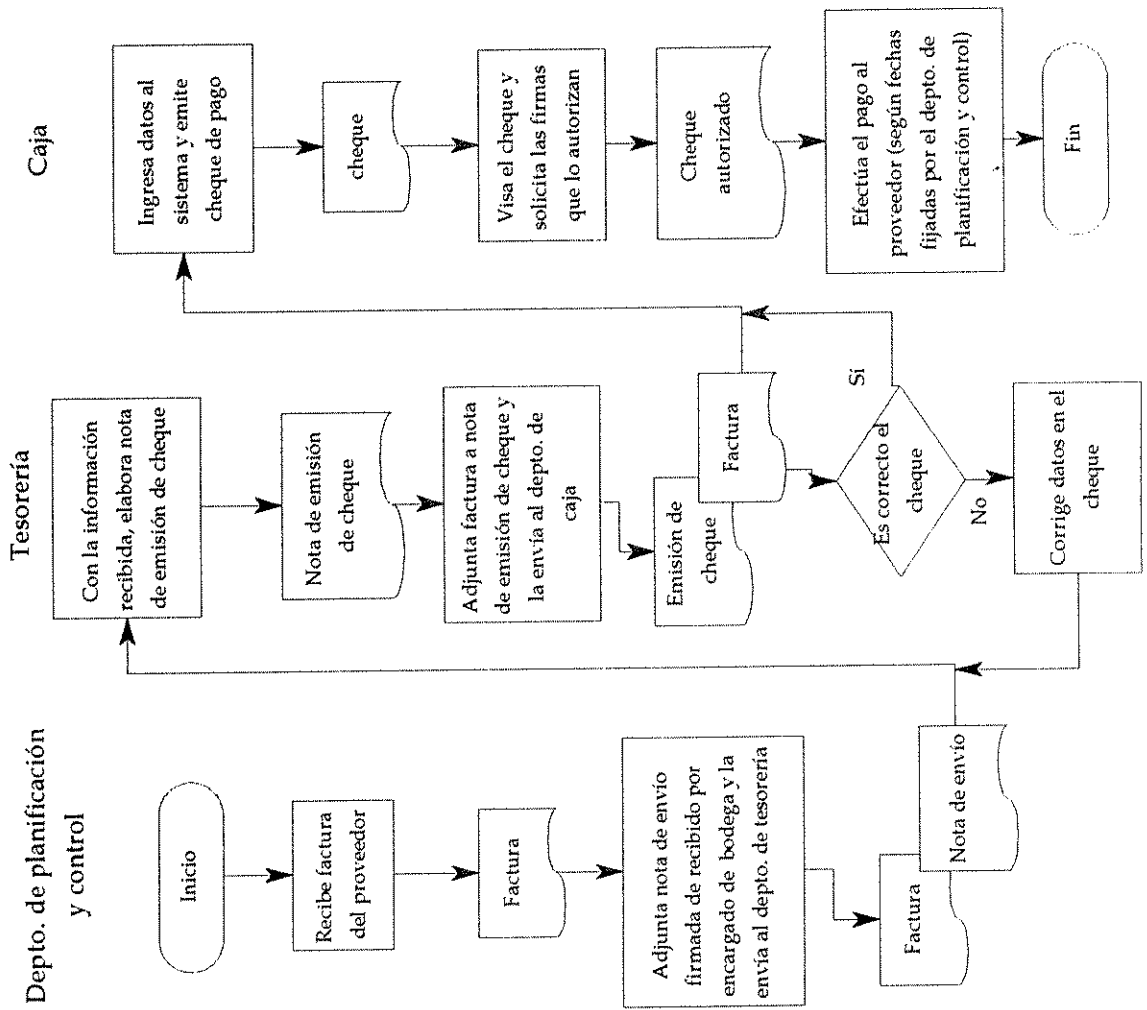 Depto. de planificación
y control
Inicio
Recibe factura
del proveedor
Factura
Adjunta nota de envío
firmada de recibido por
encargado de bodega y la
envía al depto. de tesorería
Factura
Nota de envío
Tesorería
Con la información
recibida, elabora nota
de emisión de cheque
Nota de emisión
de cheque
Adjunta factura a nota
de emisión de cheque y
la envía al depto. de
caja
Emisión de
cheque
Factura
Es correcto el
cheque
Sí
No
Corrige datos en el
cheque
Caja
Ingresa datos al
sistema y emite
cheque de pago
cheque
Visa el cheque y
solicita las firmas
que lo autorizan
Cheque
autorizado
Efectúa el pago al
proveedor (según fechas
fijadas por el depto. de
planificación y control)
Fin